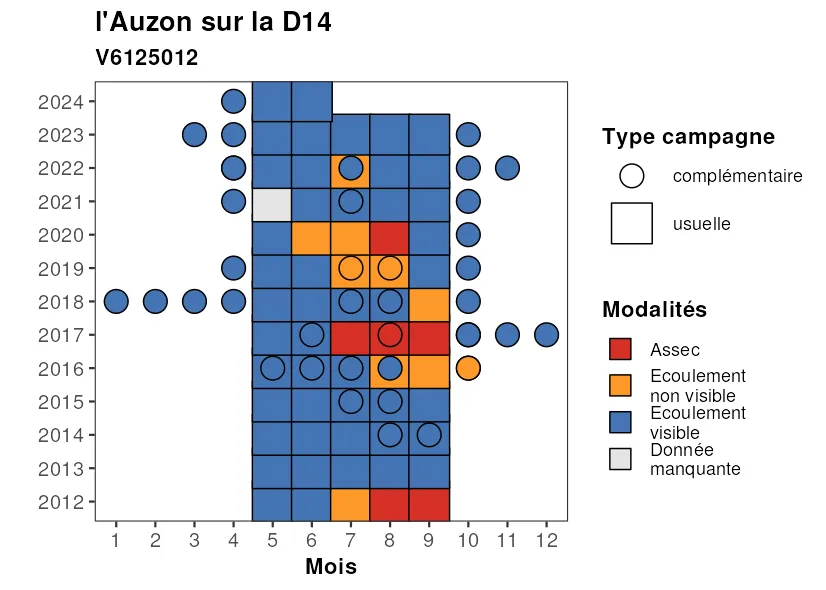 l'Auzon sur la D14
V6125012
2024
2023
2022
2021
2020
2019
2018
2017
2016
2015
2014
2013
2012
1 2 3 4 5 6 7 8 9 10 11 12
Mois
Type campagne
complémentaire
usuelle
Modalités
Assec
Ecoulement
non visible
Ecoulement
visible
Donnée
manquante